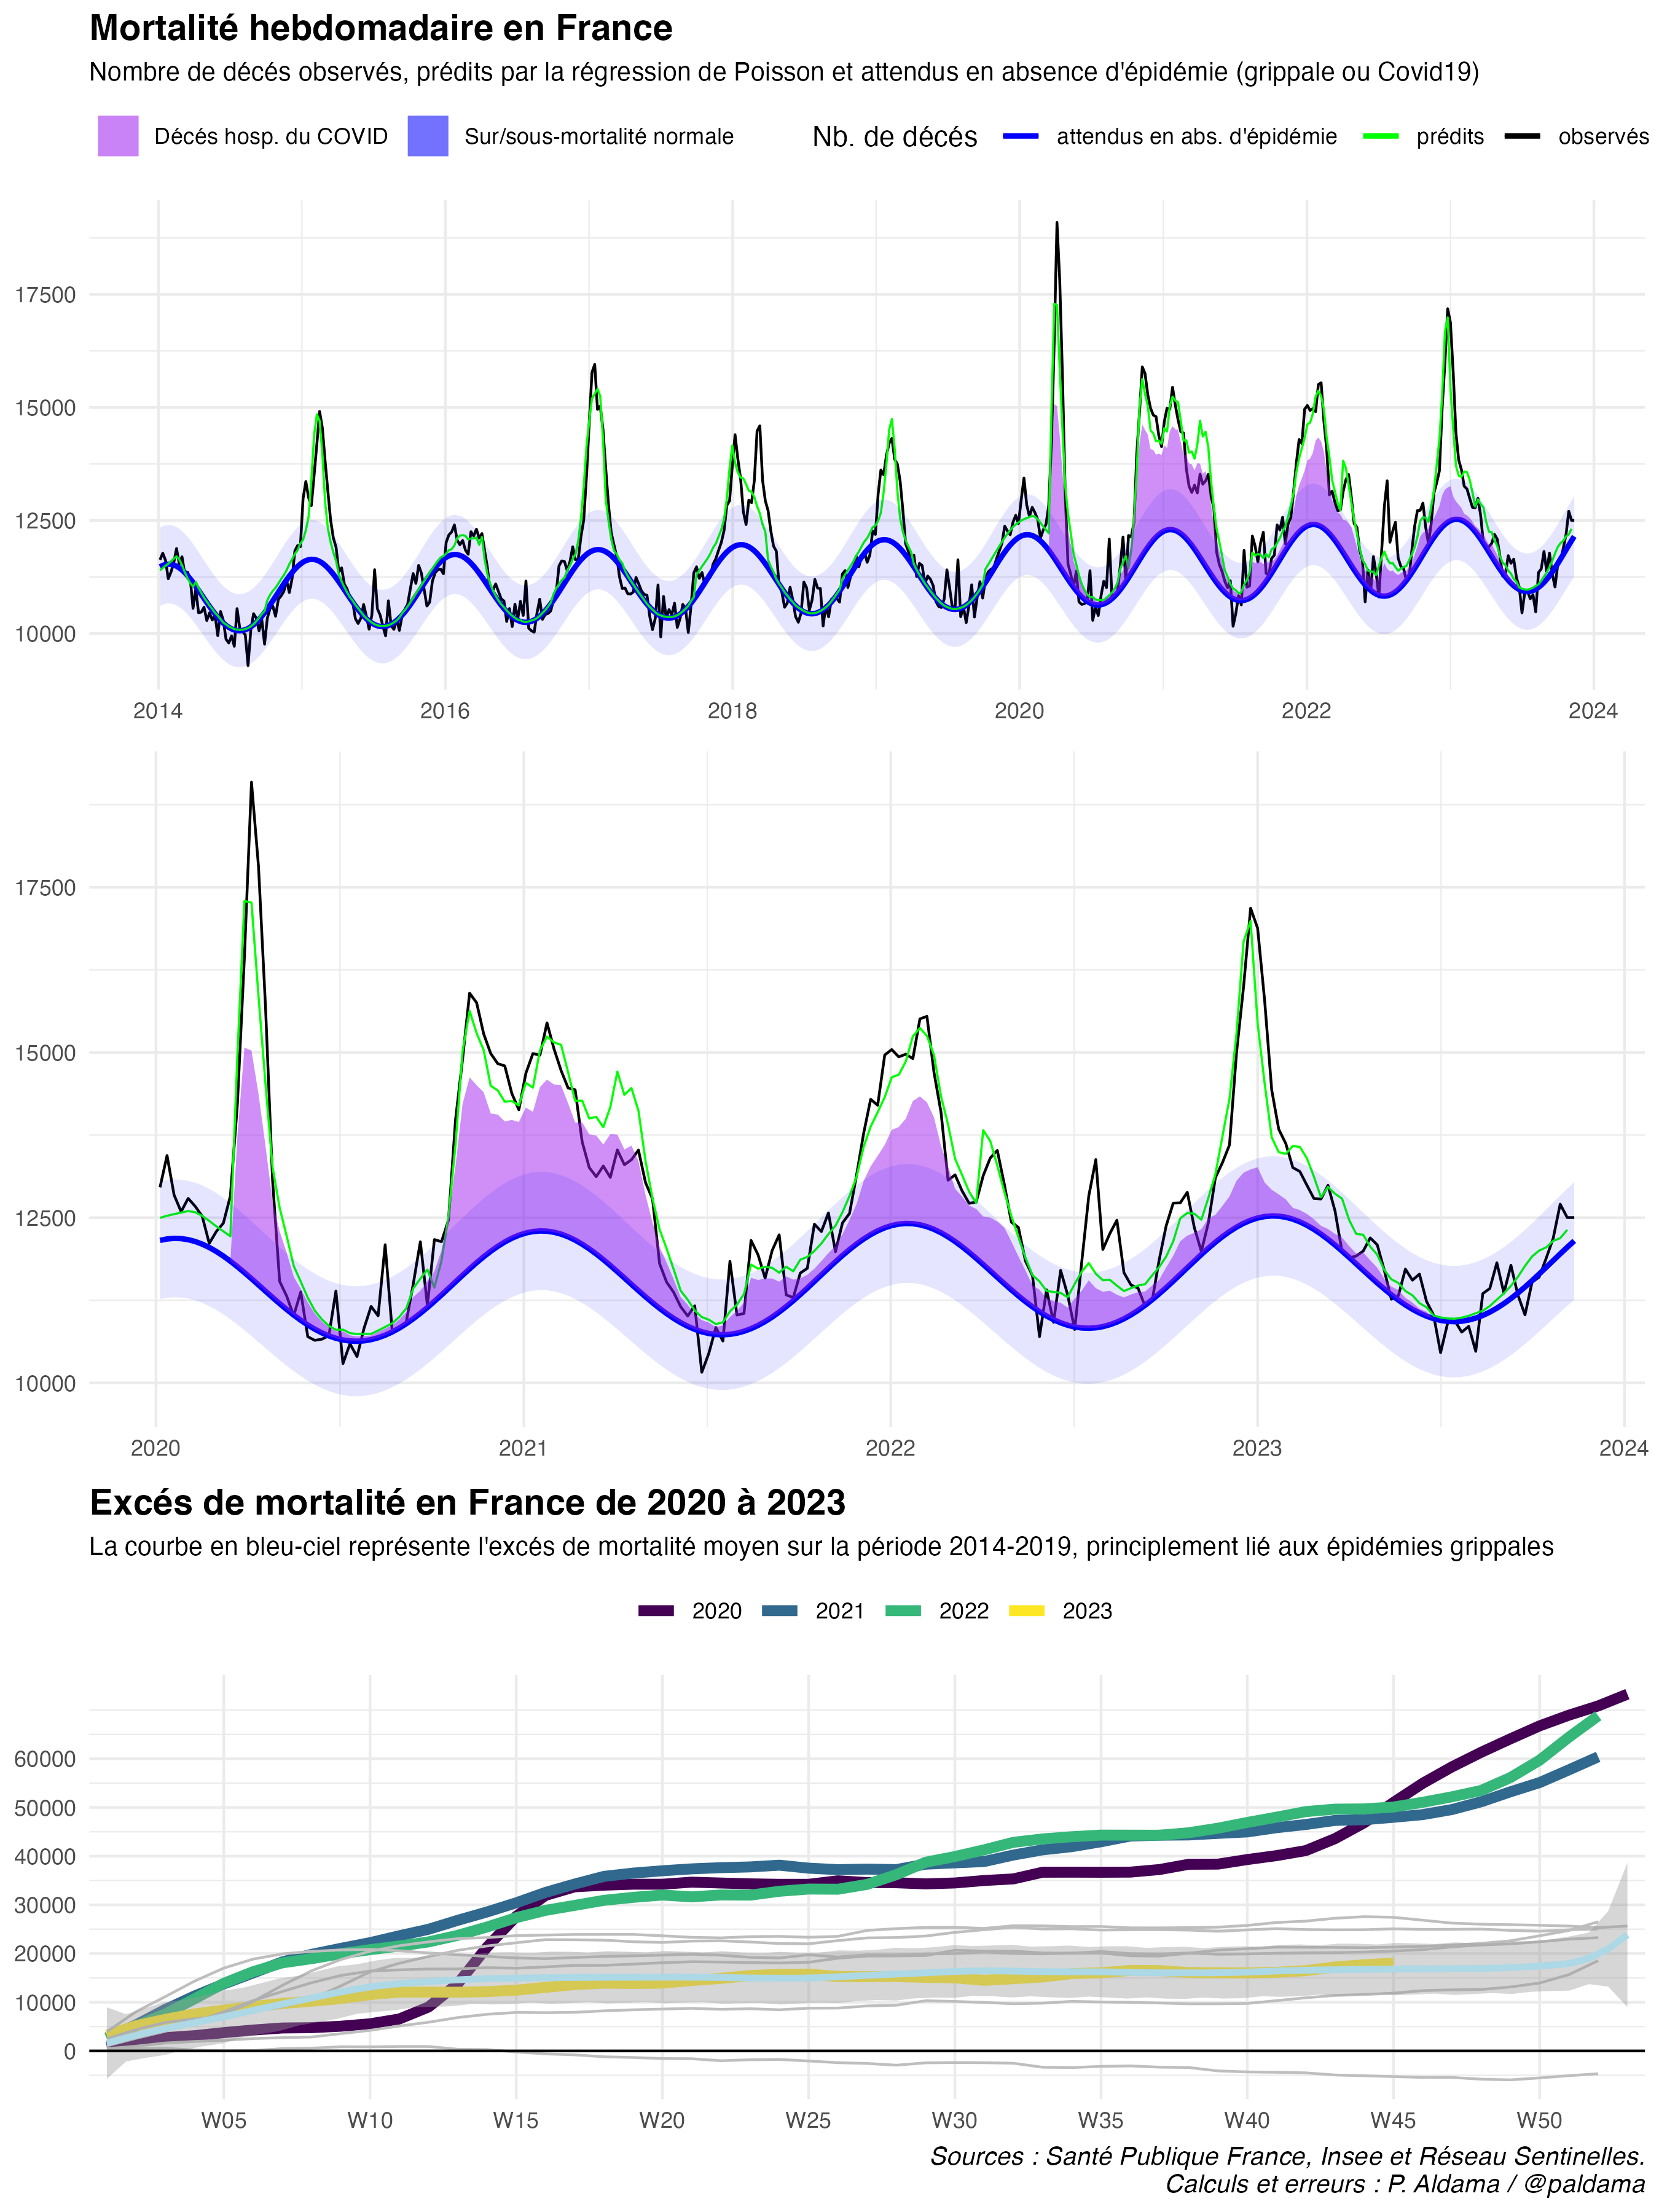 Mortalité hebdomadaire en France
Nombre de décés observés, prédits par la régression de Poisson et attendus en absence d'épidémie (grippale ou Covid19)
Décés hosp. du COVID Sur/sous-mortalité normale Nb. de décés attendus en abs. d'épidémie prédits observés
17500
15000
12500
10000
2014 2016 2018 2020 2022 2024
17500
15000
12500
10000
2020 2021 2022 2023 2024
Excés de mortalité en France de 2020 à 2023
La courbe en bleu-ciel représente l'excés de mortalité moyen sur la période 2014-2019, principlement lié aux épidémies grippales
2020 2021 2022 2023
60000
50000
40000
30000
20000
10000
0
W05 W10 W15 W20 W25 W30 W35 W40 W45 W50
Sources : Santé Publique France, Insee et Réseau Sentinelles.
Calculs et erreurs : P. Aldama / @paldama